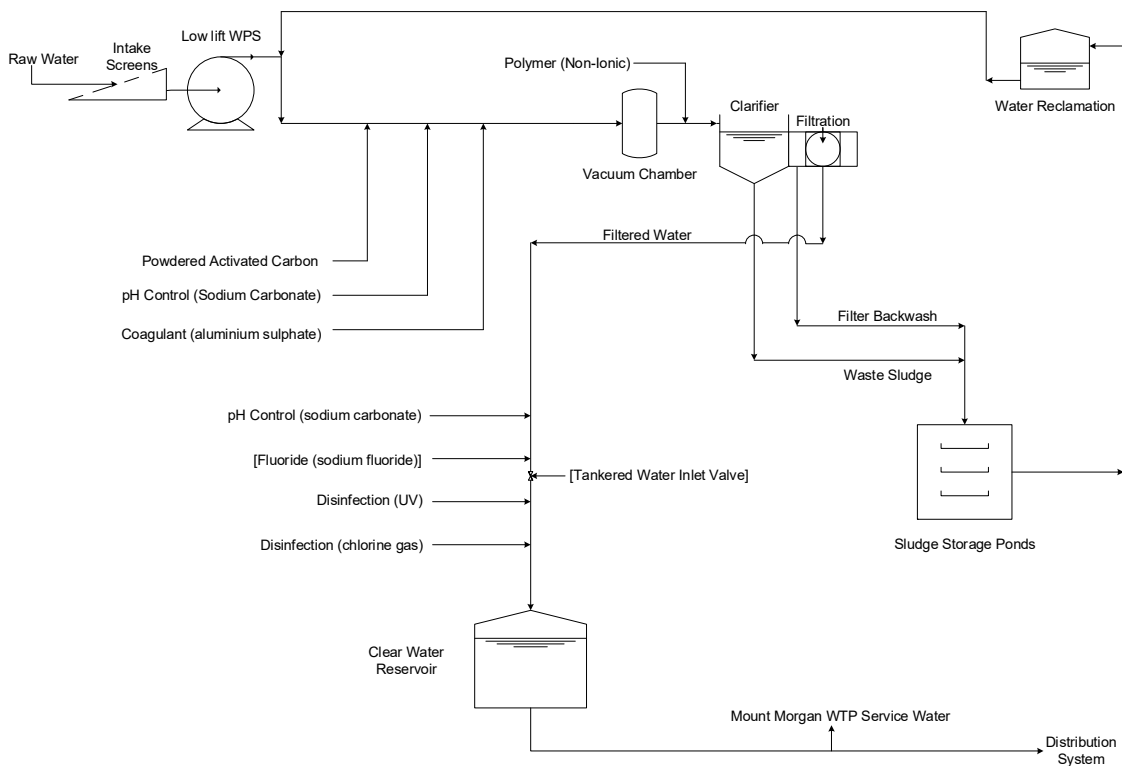 Low lift WPS
Raw Water
Intake
Screens
Polymer (Non-Ionic)
Clarifier
Filtration
Water Reclamation
Vacuum Chamber
Filtered Water
Powdered Activated Carbon
pH Control (Sodium Carbonate)
Coagulant (aluminium sulphate)
Filter Backwash
Waste Sludge
pH Control (sodium carbonate)
[Fluoride (sodium fluoride)]
[Tankered Water Inlet Valve]
Disinfection (UV)
Disinfection (chlorine gas)
Sludge Storage Ponds
Clear Water
Reservoir
Mount Morgan WTP Service Water
Distribution
System